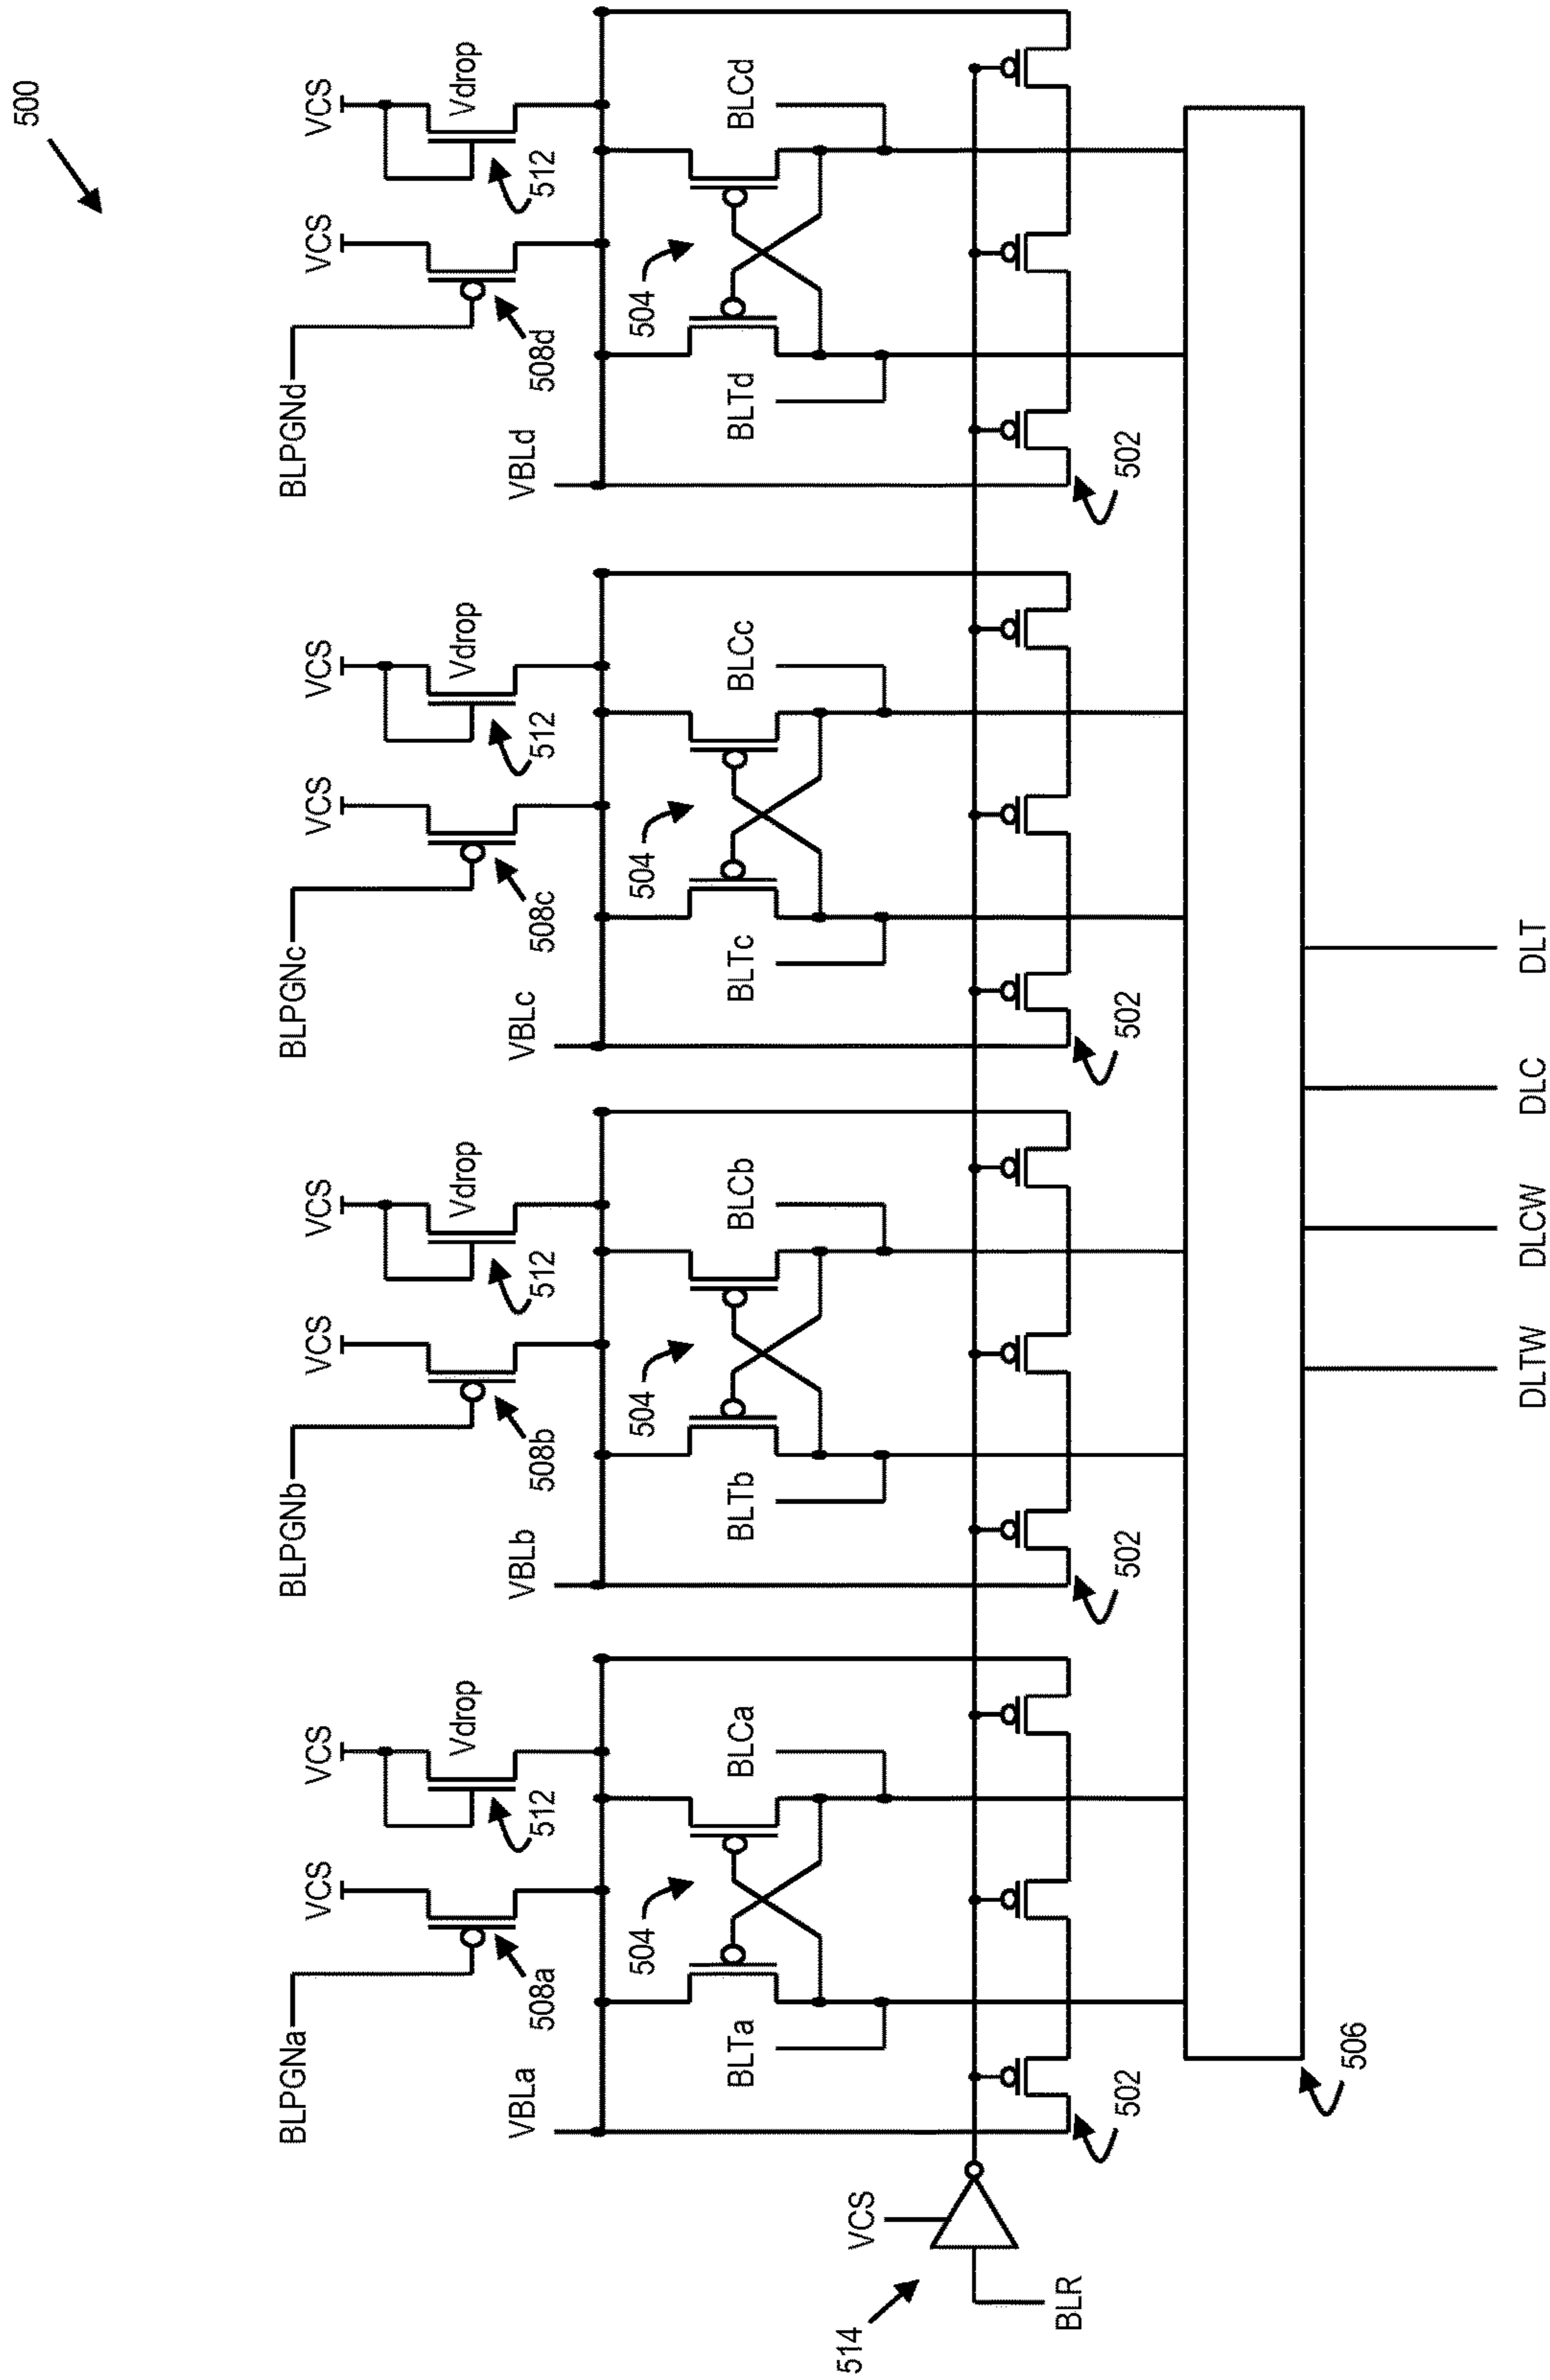 500
BLPGNa
BLPGNb
BLPGNc
BLPGNd
VCS
VCS
VCS
VCS
VCS
VCS
VCS
VCS
Vdrop
Vdrop
Vdrop
Vdrop
508a
512
508b
512
508c
512
508d
512
VBLa
VBLb
VBLc
VBLd
504
504
504
504
BLTa
BLCa
BLTb
BLCb
BLTc
BLCc
BLTd
BLCd
514
VCS
BLR
502
502
502
502
506
DLTW
DLCW
DLC
DLT